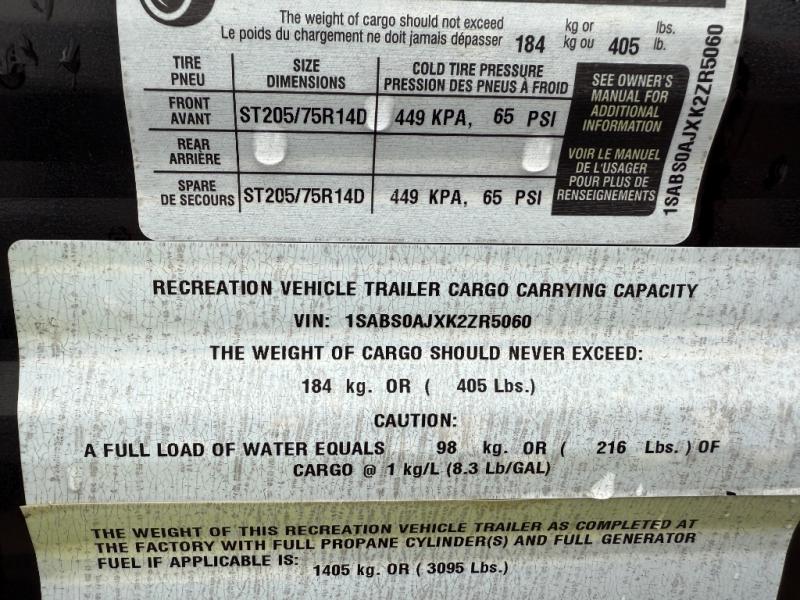 The weight of cargo should not exceed kg or lbs.
Le poids du chargement ne doit jamais dépasser 184 kg ou 405 lb.
TIRE SIZE COLD TIRE PRESSURE
PNEU DIMENSIONS PRESSION DES PNEUS À FROID
FRONT
AVANT ST205/75R14D 449 KPA, 65 PSI
REAR
ARRIÈRE
SPARE
DE SECOURS ST205/75R14D 449 KPA, 65 PSI
SEE OWNER'S
MANUAL FOR
ADDITIONAL
INFORMATION
VOIR LE MANUEL
DE L'USAGER
POUR PLUS DE
RENSEIGNEMENTS
1SABS0AJXK2ZR5060
RECREATION VEHICLE TRAILER CARGO CARRYING CAPACITY
VIN: 1SABS0AJXK2ZR5060
THE WEIGHT OF CARGO SHOULD NEVER EXCEED:
184 kg. OR ( 405 Lbs.)
CAUTION:
A FULL LOAD OF WATER EQUALS 98 kg. OR ( 216 Lbs. ) OF
CARGO @ 1 kg/L (8.3 Lb/GAL)
THE WEIGHT OF THIS RECREATION VEHICLE TRAILER AS COMPLETED AT
THE FACTORY WITH FULL PROPANE CYLINDER(S) AND FULL GENERATOR
FUEL IF APPLICABLE IS: 1405 kg. OR ( 3095 Lbs.)